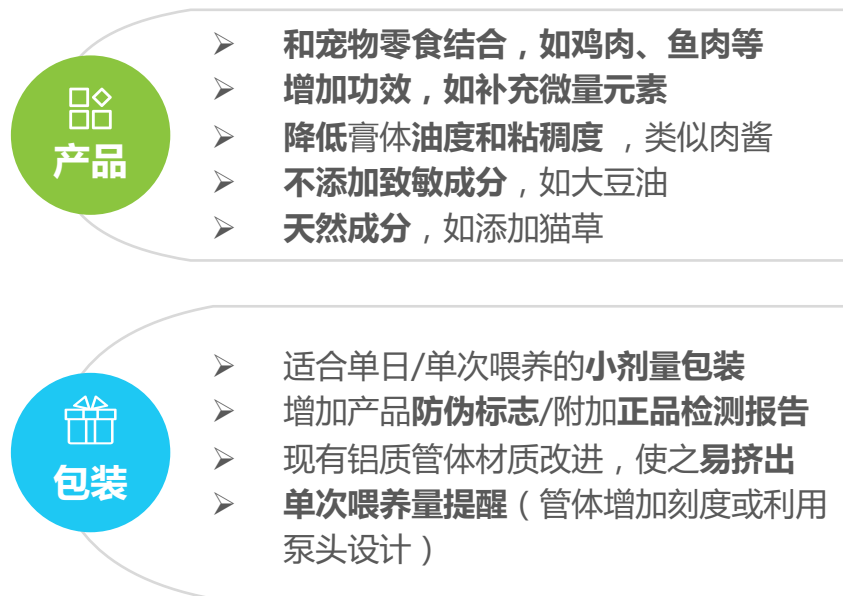 产品
➢ 和宠物零食结合，如鸡肉、鱼肉等
➢ 增加功效，如补充微量元素
➢ 降低膏体油度和粘稠度 ，类似肉酱
➢ 不添加致敏成分，如大豆油
➢ 天然成分，如添加猫草
包装
➢ 适合单日/单次喂养的小剂量包装
➢ 增加产品防伪标志/附加正品检测报告
➢ 现有铝质管体材质改进，使之易挤出
➢ 单次喂养量提醒（管体增加刻度或利用
泵头设计）